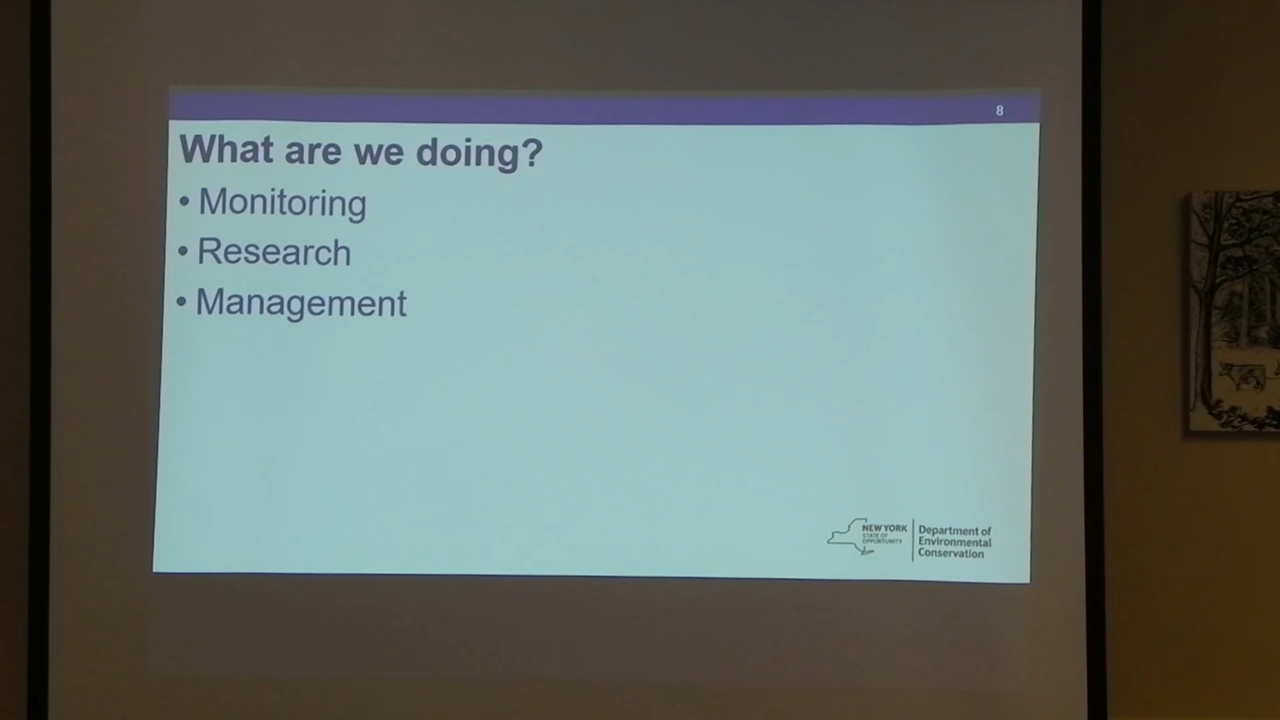 8
What are we doing?
• Monitoring
• Research
• Management
NEW YORK
STATE OF
OPPORTUNITY
Department of
Environmental
Conservation